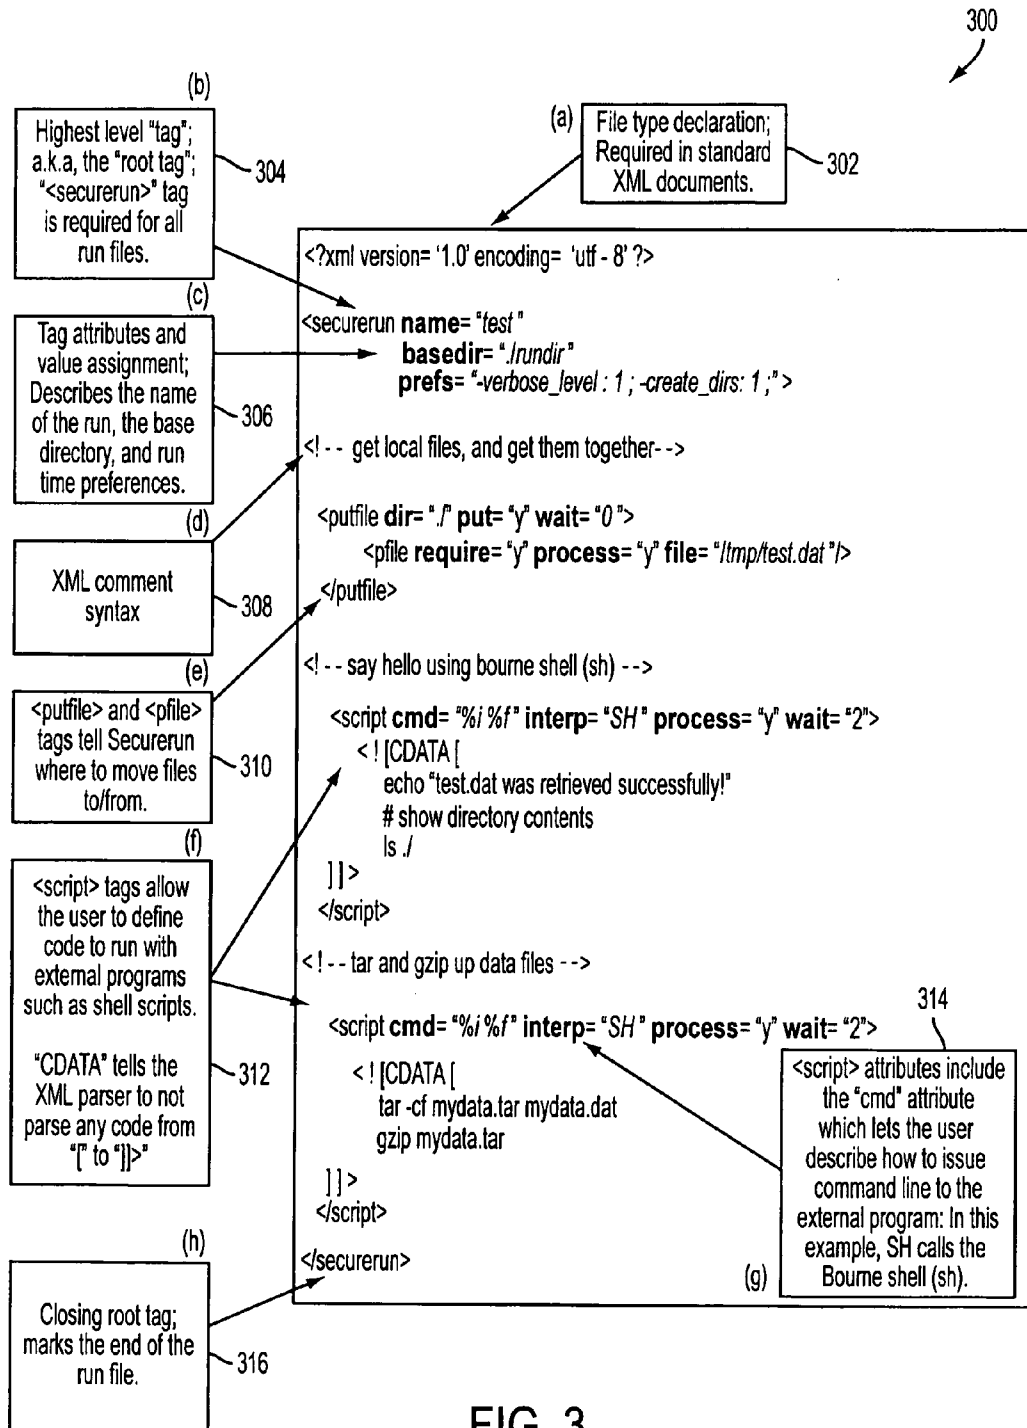 300
(b)
Highest level "tag";
a.k.a, the "root tag";
"<securerun>" tag
is required for all
run files.
304
(a)
File type declaration;
Required in standard
XML documents.
302
<?xml version= '1.0' encoding= 'utf - 8' ?>
(c)
Tag attributes and
value assignment;
Describes the name
of the run, the base
directory, and run
time preferences.
306
<securerun name= "test "
basedir= "./rundir "
prefs= "-verbose_level : 1 ; -create_dirs: 1 ;" >
<! - - get local files, and get them together- ->
(d)
XML comment
syntax
308
<putfile dir= "./" put= "y" wait= "0 ">
<pfile require= "y" process= "y" file= "/tmp/test.dat "/>
</putfile>
(e)
<putfile> and <pfile>
tags tell Securerun
where to move files
to/from.
310
<! - - say hello using bourne shell (sh) - ->
<script cmd= "%i %f" interp= "SH " process= "y" wait= "2">
< ! [CDATA [
echo "test.dat was retrieved successfully!"
# show directory contents
ls ./
] ] >
</script>
(f)
<script> tags allow
the user to define
code to run with
external programs
such as shell scripts.
"CDATA" tells the
XML parser to not
parse any code from
"[" to "]]>"
312
< ! - - tar and gzip up data files - ->
<script cmd= "%i %f" interp= "SH " process= "y" wait= "2">
< ! [CDATA [
tar -cf mydata.tar mydata.dat
gzip mydata.tar
] ] >
</script>
314
<script> attributes include
the "cmd" attribute
which lets the user
describe how to issue
command line to the
external program: In this
example, SH calls the
Bourne shell (sh).
(g)
</securerun>
(h)
Closing root tag;
marks the end of the
run file.
316
FIG. 3